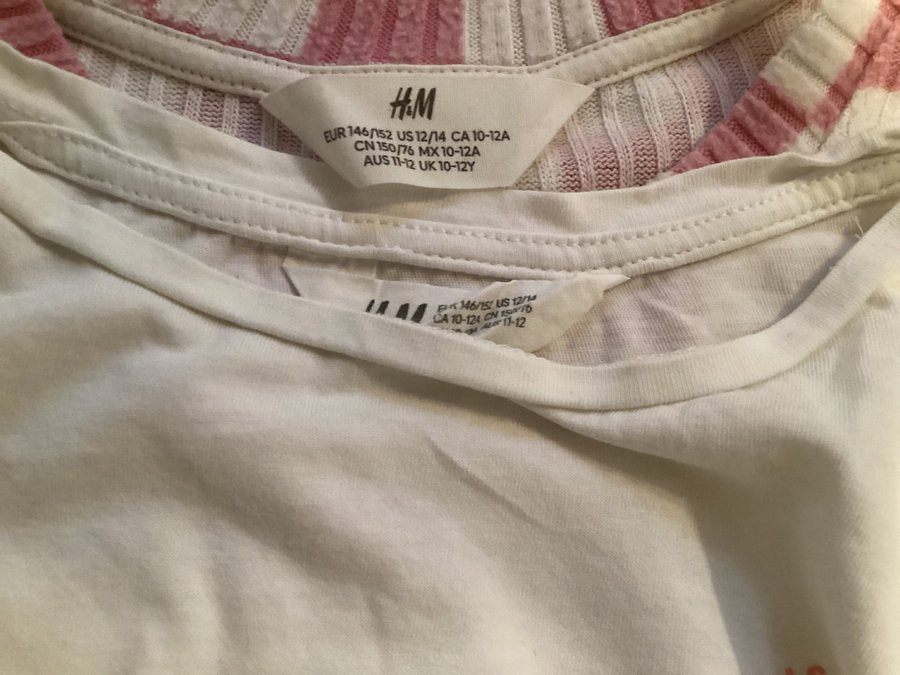 H&M
EUR 146/152 US 12/14 CA 10-12A
CN 150/76 MX 10-12A
AUS 11-12 UK 10-12Y
H&M
EUR 146/152 US 12/14
CA 10-12A CN 150/76
AUS 11-12